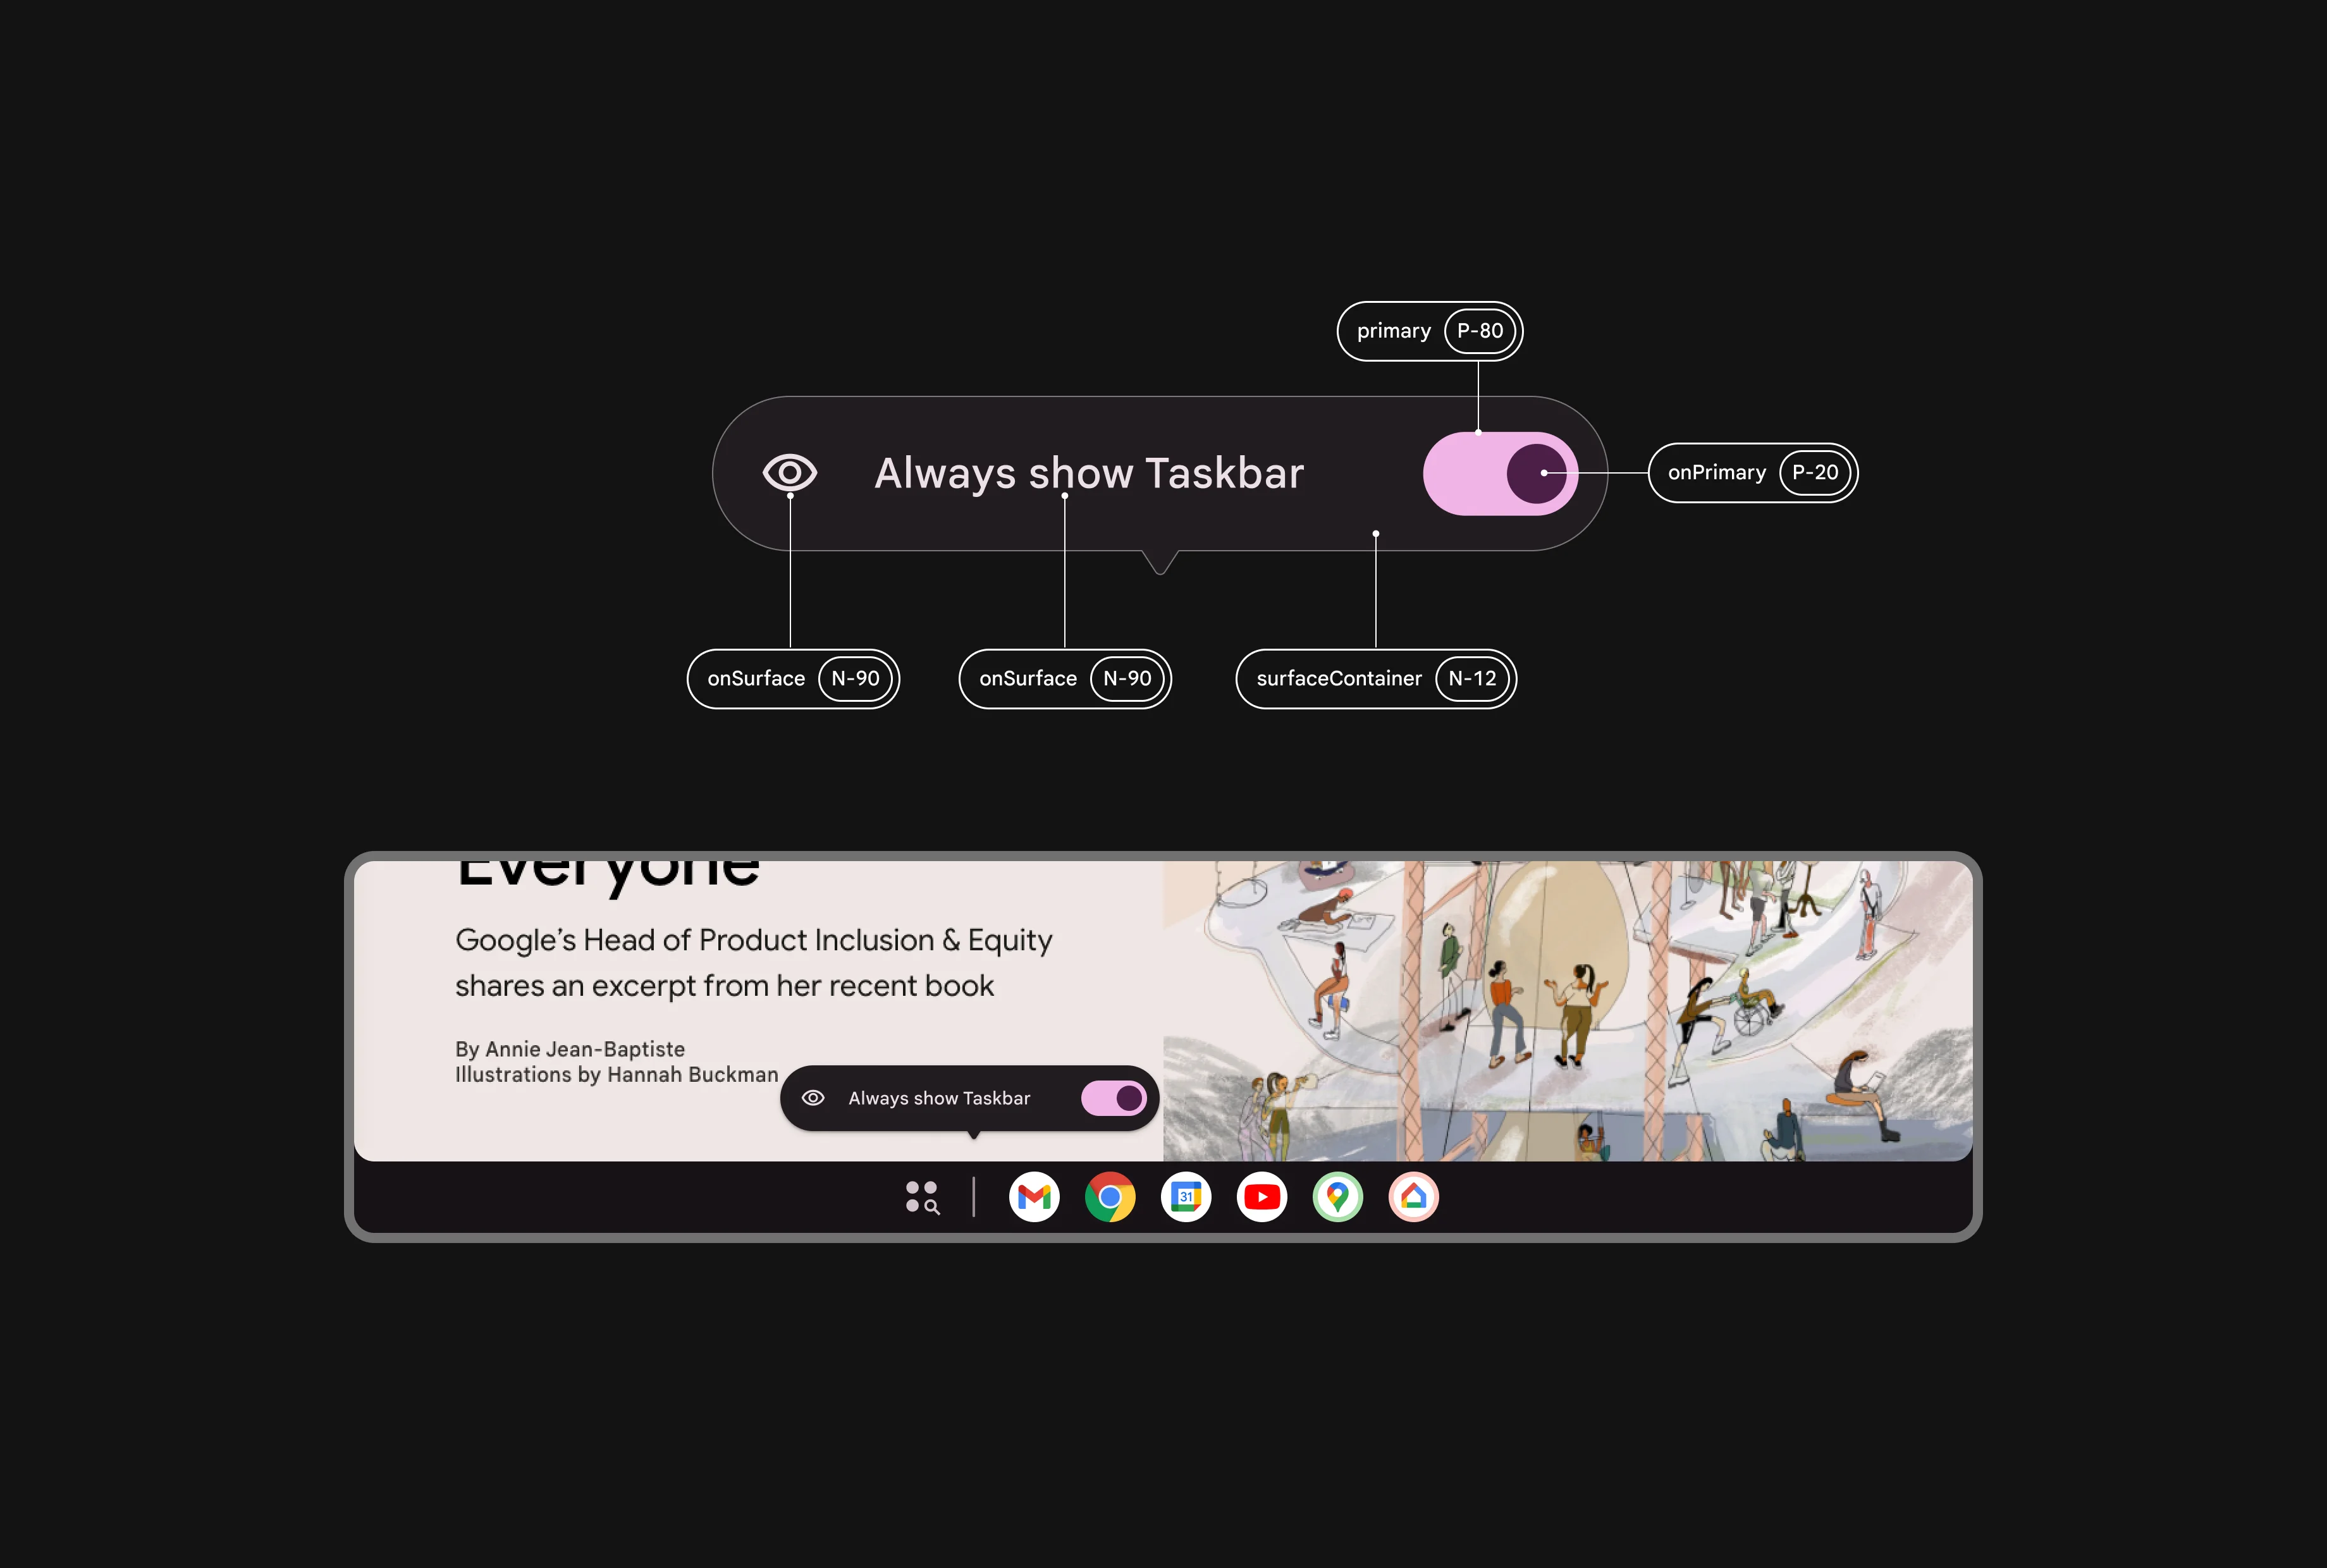 primary P-80
Always show Taskbar
onPrimary P-20
onSurface N-90
onSurface N-90
surfaceContainer N-12
Everyone
Google’s Head of Product Inclusion & Equity
shares an excerpt from her recent book
By Annie Jean-Baptiste
Illustrations by Hannah Buckman
Always show Taskbar
31